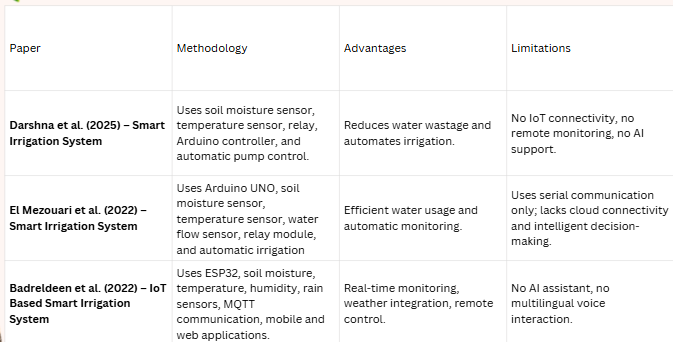 Paper
Methodology
Advantages
Limitations
Darshna et al. (2025) – Smart
Irrigation System
Uses soil moisture sensor,
temperature sensor, relay,
Arduino controller, and
automatic pump control.
Reduces water wastage and
automates irrigation.
No IoT connectivity, no
remote monitoring, no AI
support.
El Mezouari et al. (2022) –
Smart Irrigation System
Uses Arduino UNO, soil
moisture sensor,
temperature sensor, water
flow sensor, relay module,
and automatic irrigation
Efficient water usage and
automatic monitoring.
Uses serial communication
only; lacks cloud connectivity
and intelligent decision-
making.
Badreldeen et al. (2022) – IoT
Based Smart Irrigation
System
Uses ESP32, soil moisture,
temperature, humidity, rain
sensors, MQTT
communication, mobile and
web applications.
Real-time monitoring,
weather integration, remote
control.
No AI assistant, no
multilingual voice
interaction.